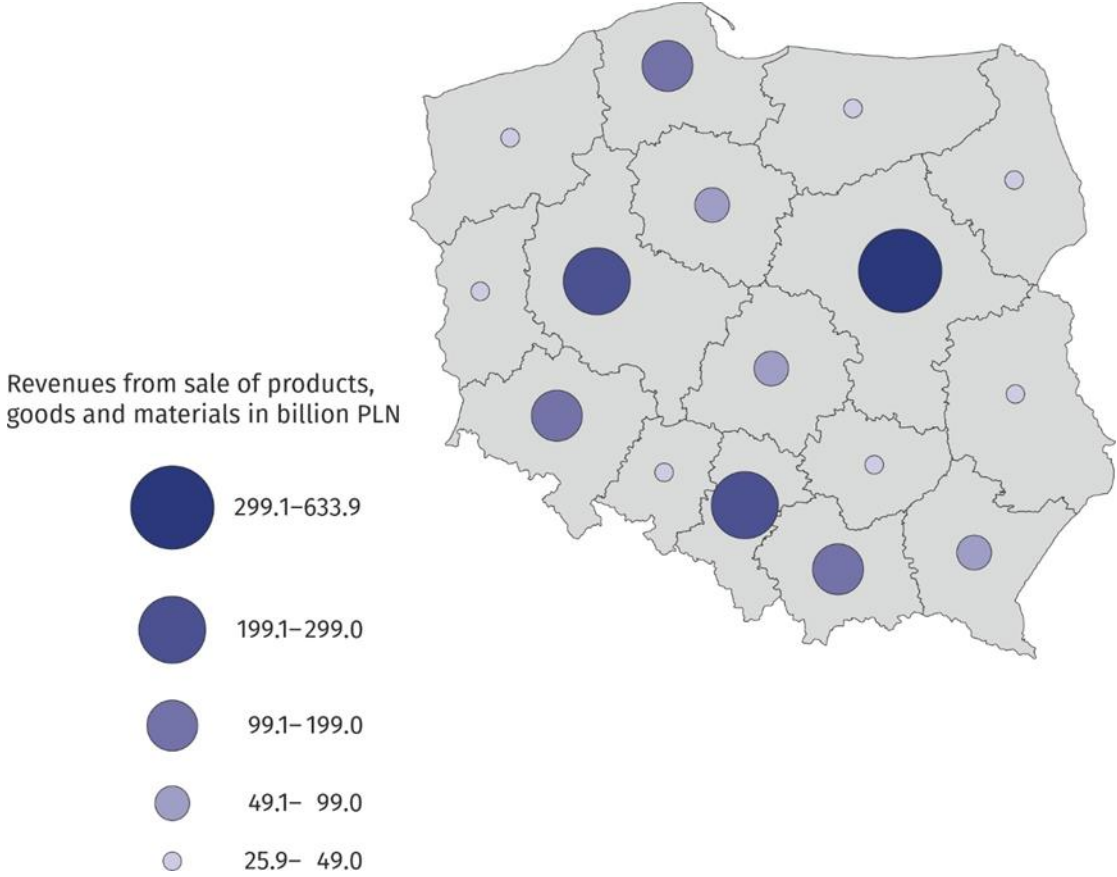 Revenues from sale of products,
goods and materials in billion PLN
299.1–633.9
199.1–299.0
99.1–199.0
49.1– 99.0
25.9– 49.0